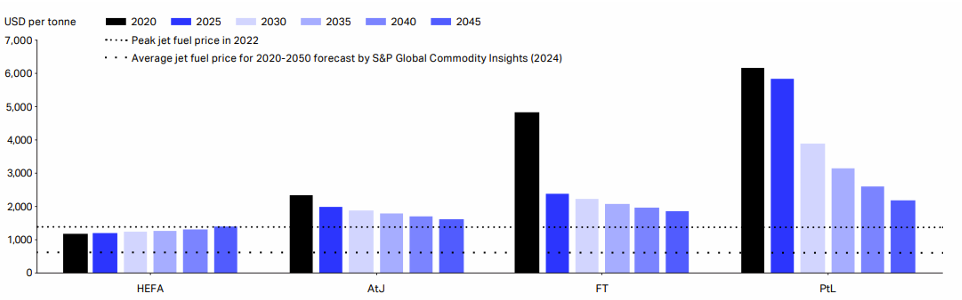 USD per tonne 2020 2025 2030 2035 2040 2045
7,000
Peak jet fuel price in 2022
Average jet fuel price for 2020-2050 forecast by S&P Global Commodity Insights (2024)
6,000
5,000
4,000
3,000
2,000
1,000
0
HEFA AtJ FT PtL